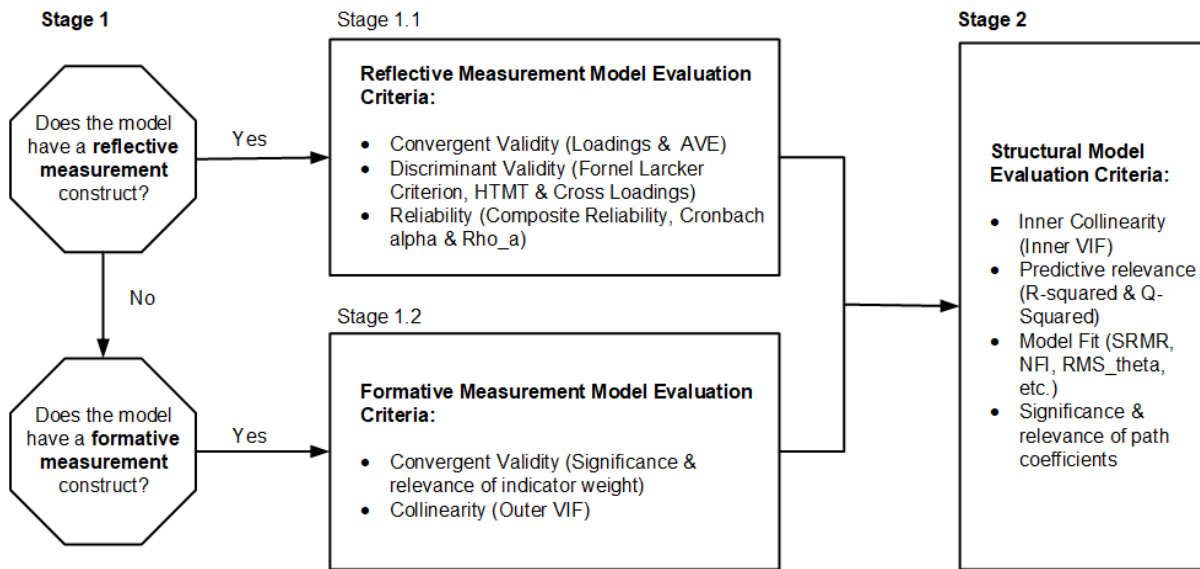 Stage 1
Does the model
have a reflective
measurement
construct?
Yes
No
Does the model
have a formative
measurement
construct?
Yes
Stage 1.1
Reflective Measurement Model Evaluation
Criteria:
• Convergent Validity (Loadings & AVE)
• Discriminant Validity (Fornel Larcker
Criterion, HTMT & Cross Loadings)
• Reliability (Composite Reliability, Cronbach
alpha & Rho_a)
Stage 1.2
Formative Measurement Model Evaluation
Criteria:
• Convergent Validity (Significance &
relevance of indicator weight)
• Collinearity (Outer VIF)
Stage 2
Structural Model
Evaluation Criteria:
• Inner Collinearity
(Inner VIF)
• Predictive relevance
(R-squared & Q-
Squared)
• Model Fit (SRMR,
NFI, RMS_theta,
etc.)
• Significance &
relevance of path
coefficients